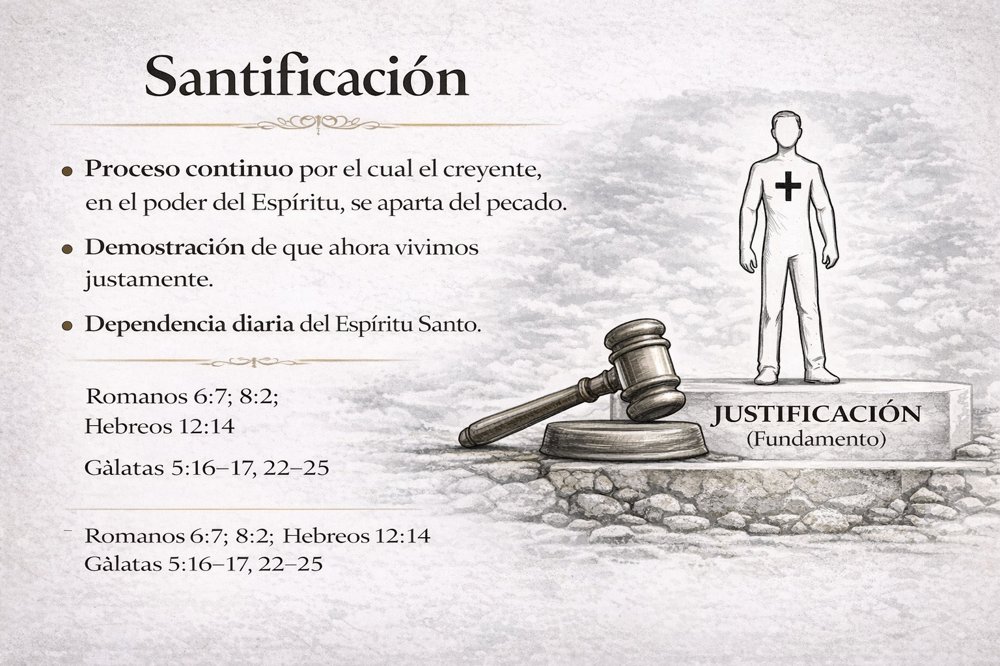 Santificación
• Proceso continuo por el cual el creyente,
en el poder del Espíritu, se aparta del pecado.
• Demostración de que ahora vivimos
justamente.
• Dependencia diaria del Espíritu Santo.
Romanos 6:7; 8:2;
Hebreos 12:14
Gàlatas 5:16–17, 22–25
– Romanos 6:7; 8:2; Hebreos 12:14
Gàlatas 5:16–17, 22–25
JUSTIFICACIÓN
(Fundamento)